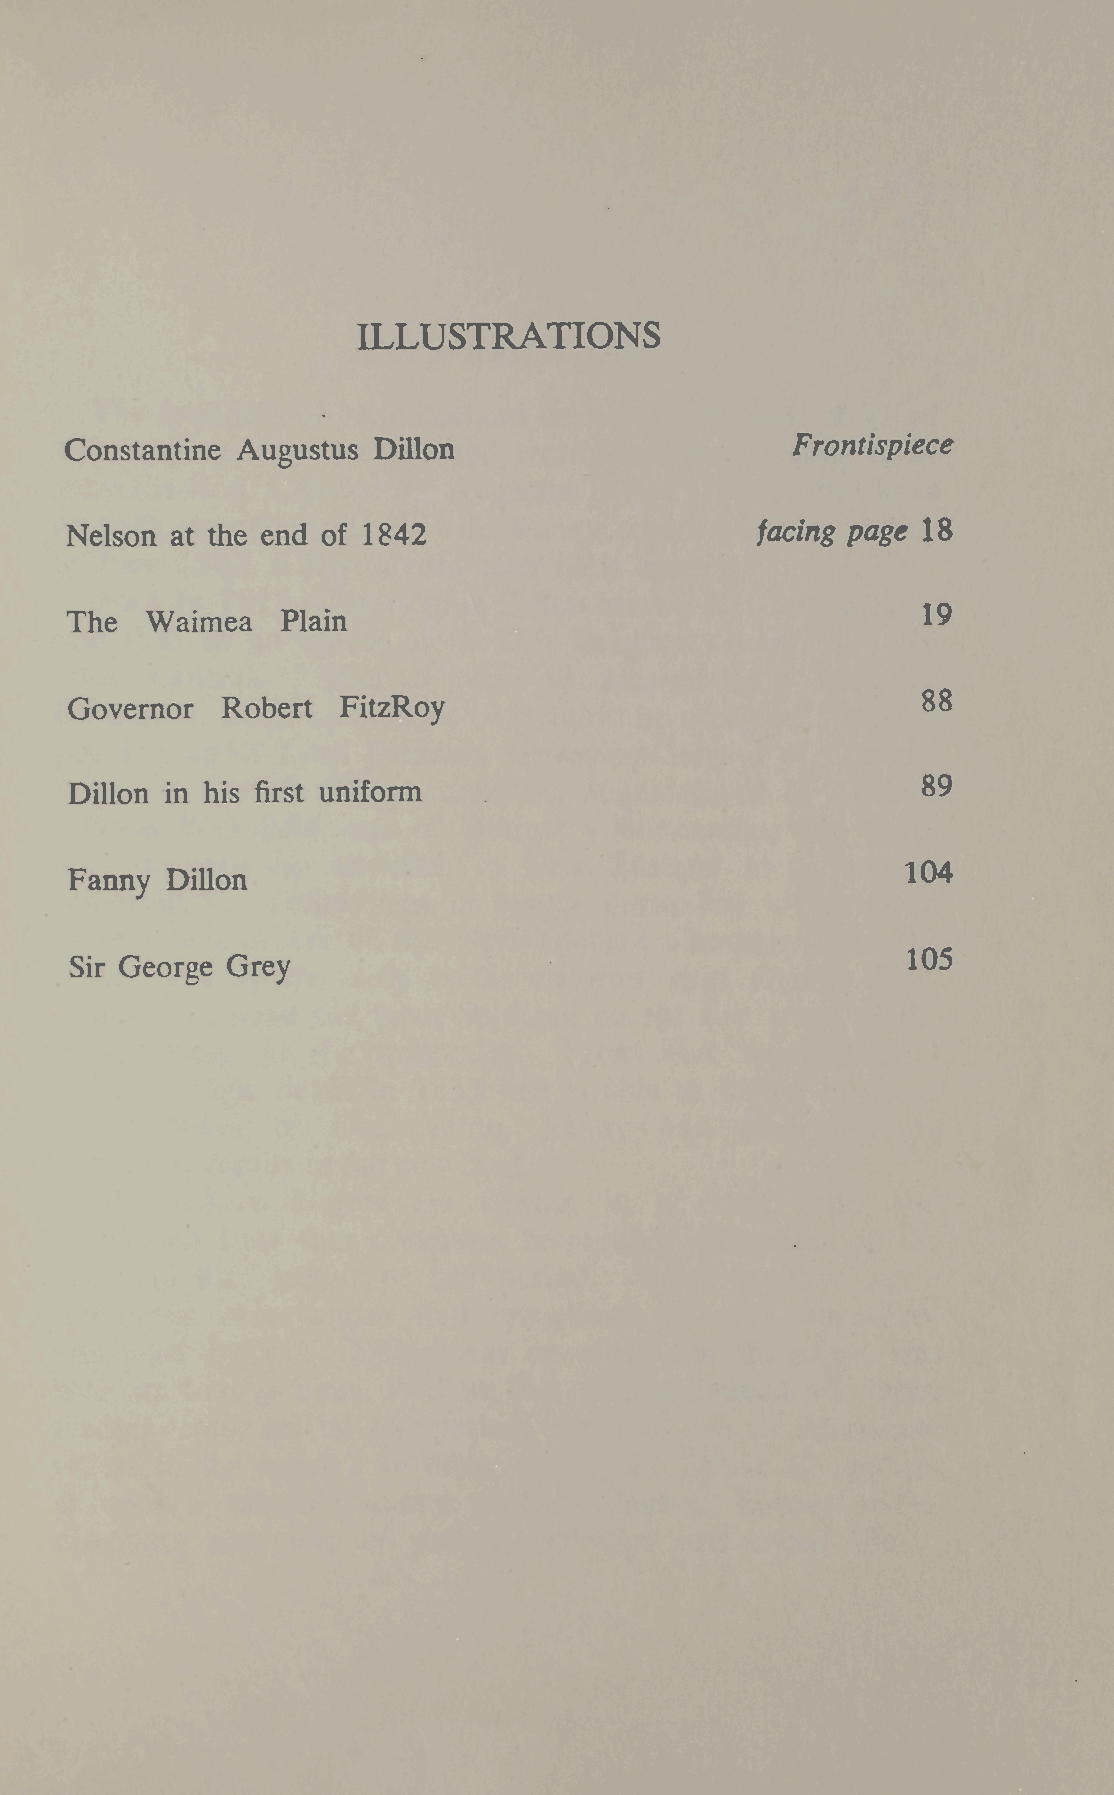 ILLUSTRATIONS
Constantine Augustus Dillon Frontispiece
Nelson at the end of 1842 facing page 18
The Waimea Plain 19
Governor Robert FitzRoy 88
Dillon in his first uniform 89
Fanny Dillon 104
Sir George Grey 105